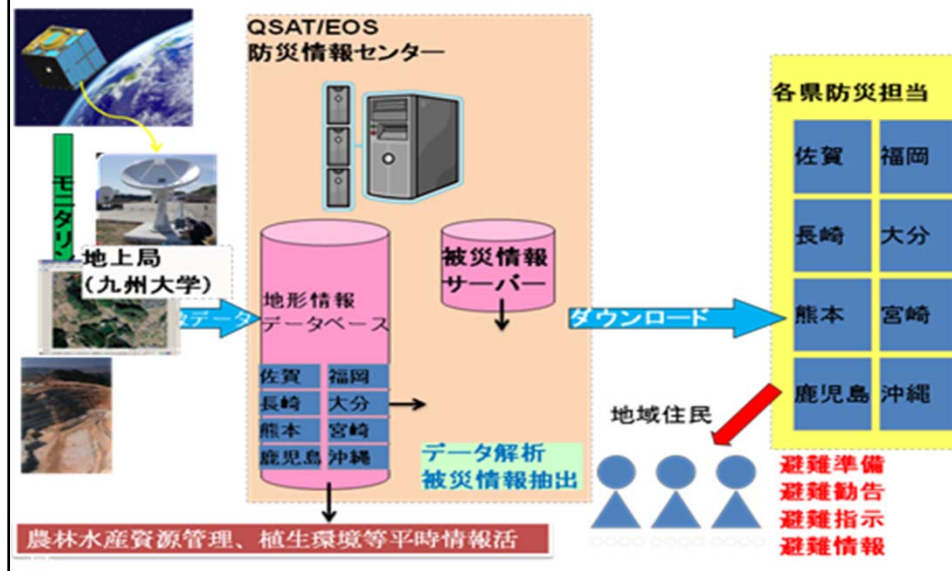 QSAT/EOS
防災情報センター
各県防災担当
佐賀 福岡
長崎 大分
熊本 宮崎
鹿児島 沖縄
モニタリン
地上局
(九州大学)
データ
地形情報
データベース
佐賀 福岡
長崎 大分
熊本 宮崎
鹿児島 沖縄
被災情報
サーバー
ダウンロード
データ解析
被災情報抽出
地域住民
避難準備
避難勧告
避難指示
避難情報
農林水産資源管理、植生環境等平時情報活